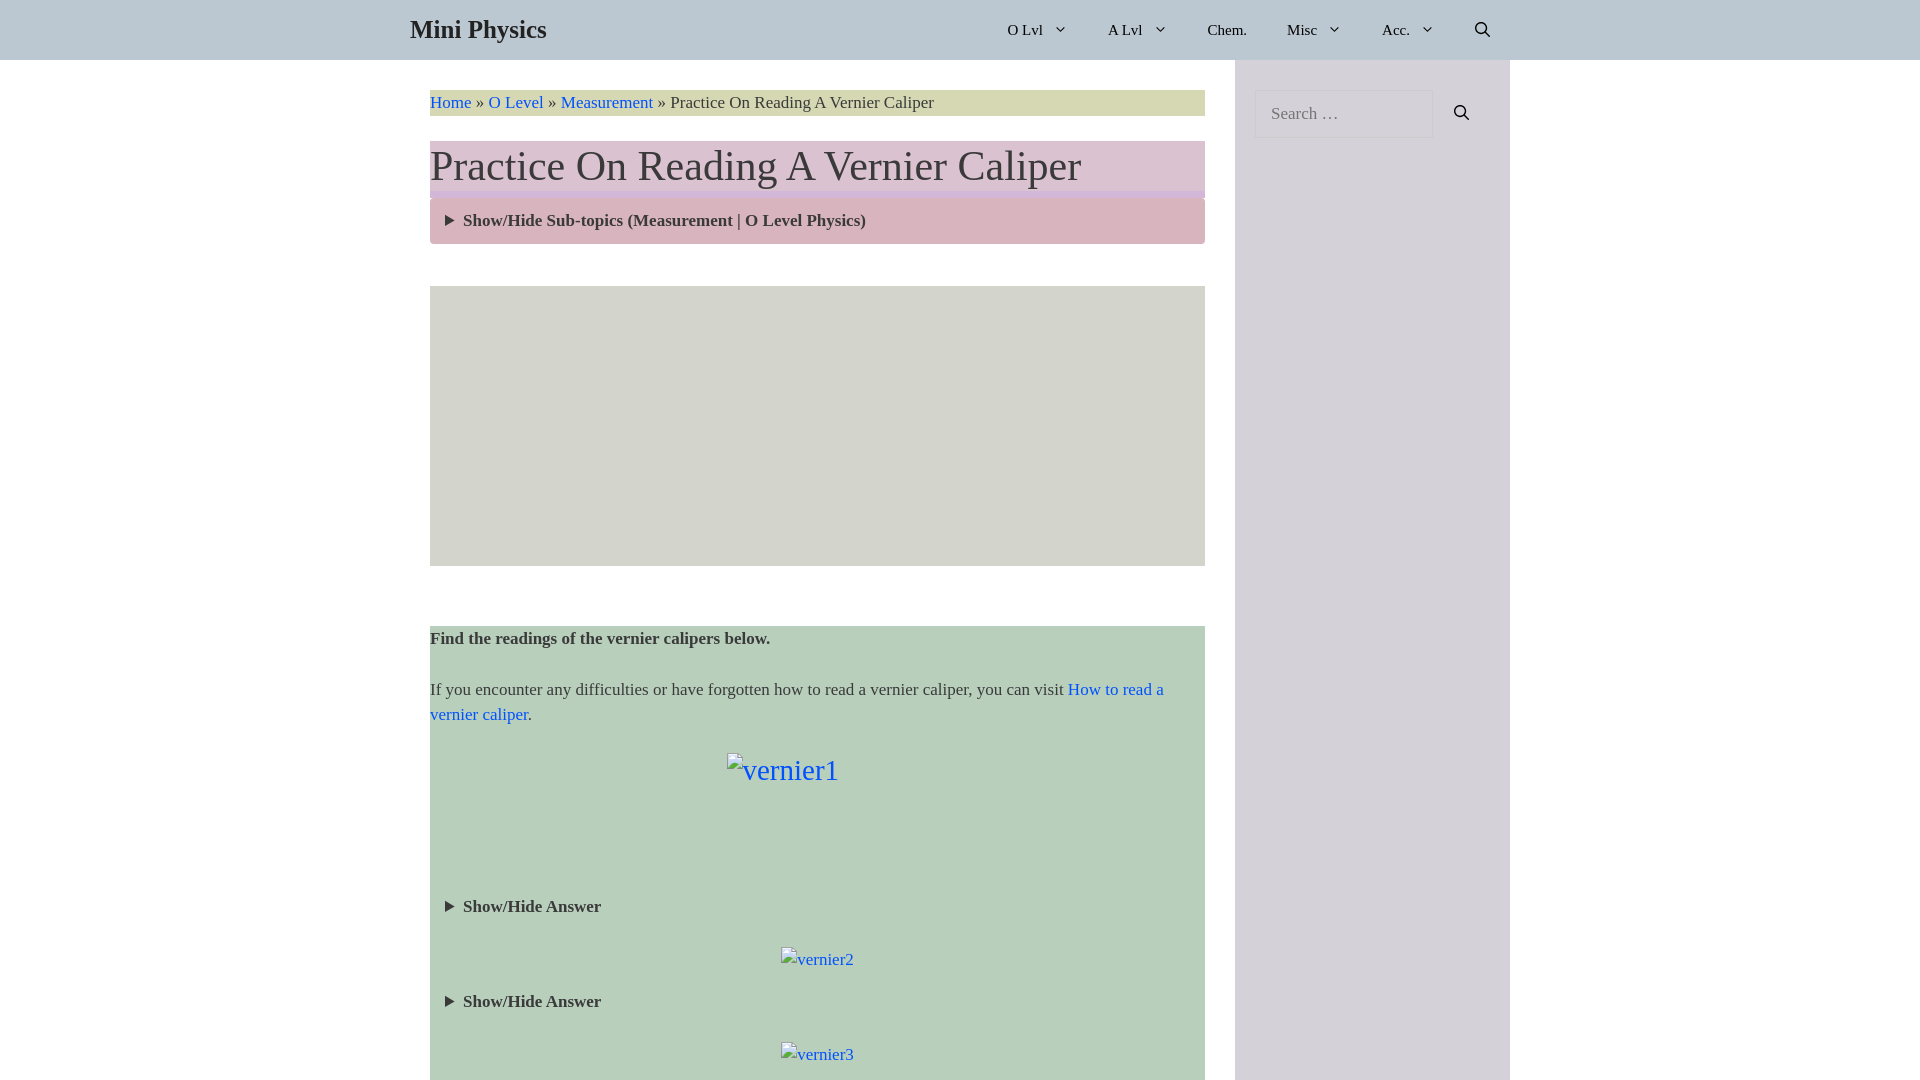 Mini Physics
O Lvl
A Lvl
Chem.
Misc
Acc.
Home » O Level » Measurement » Practice On Reading A Vernier Caliper
Search …
Practice On Reading A Vernier Caliper
Show/Hide Sub-topics (Measurement | O Level Physics)
Find the readings of the vernier calipers below.
If you encounter any difficulties or have forgotten how to read a vernier caliper, you can visit How to read a
vernier caliper.
vernier1
Show/Hide Answer
vernier2
Show/Hide Answer
vernier3